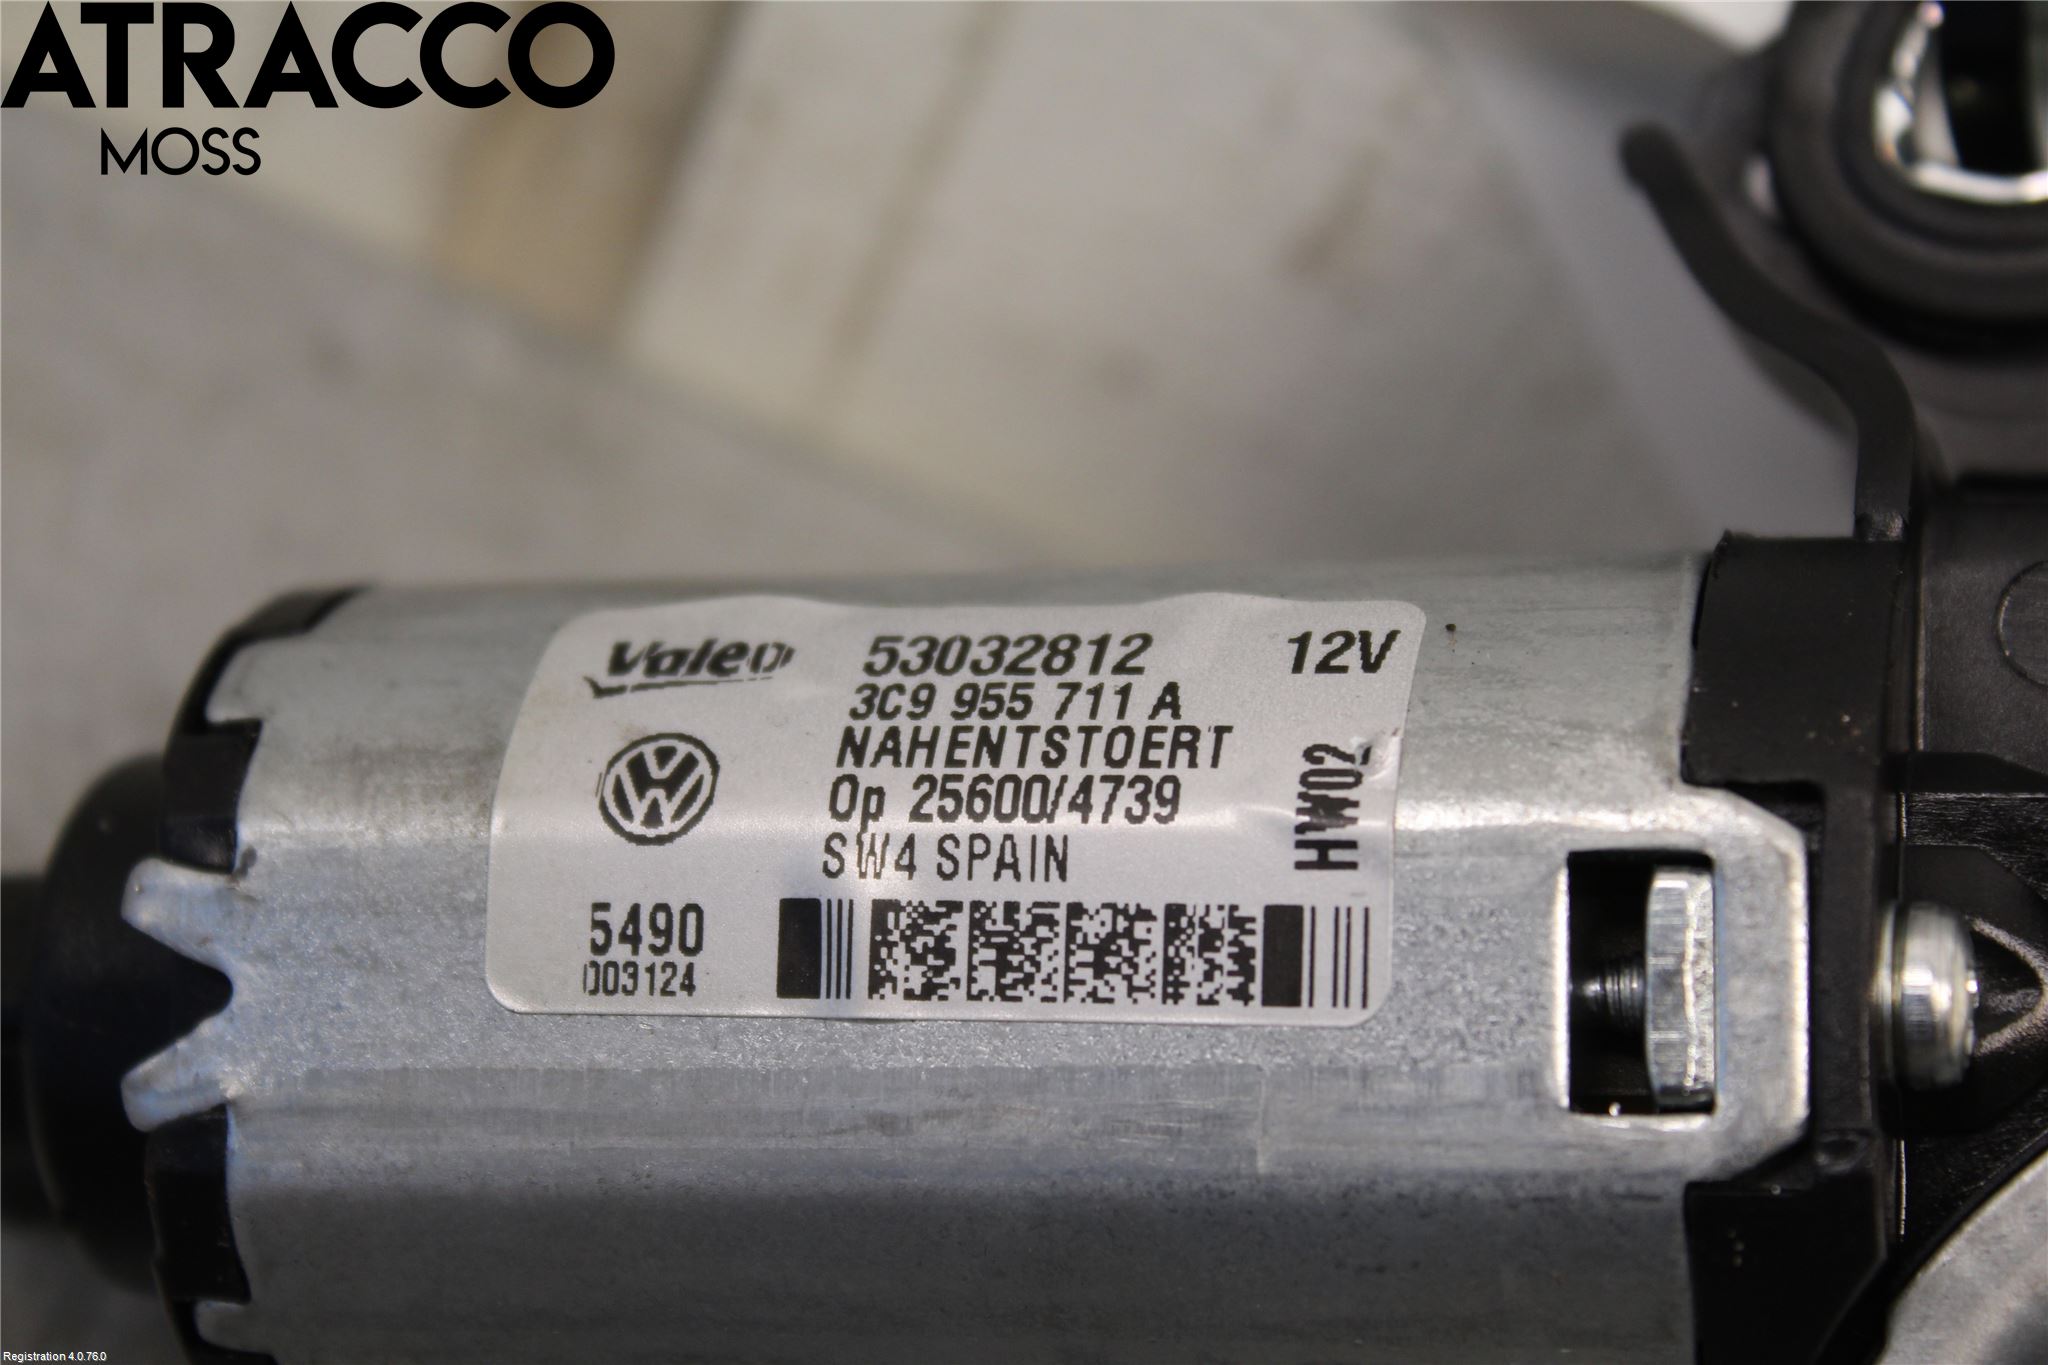 ATRACCO
MOSS
Valeo 53032812 12V
3C9 955 711 A
NAHENTSTOERT
Op 25600/4739
SW4 SPAIN
HW02
5490
003124
Registration 4.0.76.0